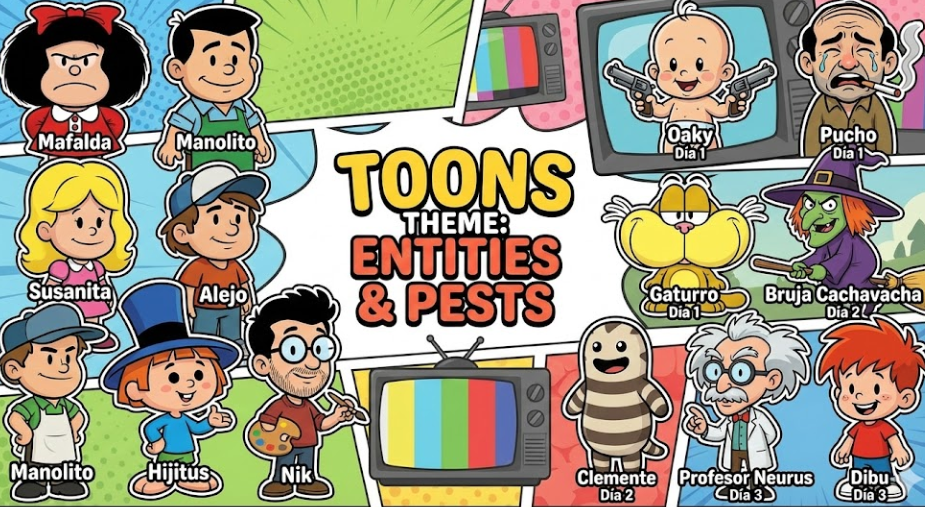 Mafalda
Manolito
Oaky
Día 1
Pucho
Día 1
TOONS
THEME:
ENTITIES
& PESTS
Susanita
Alejo
Gaturro
Día 1
Bruja Cachavacha
Día 2
Manolito
Hijitus
Nik
Clemente
Día 2
Profesor Neurus
Día 3
Dibu
Día 3